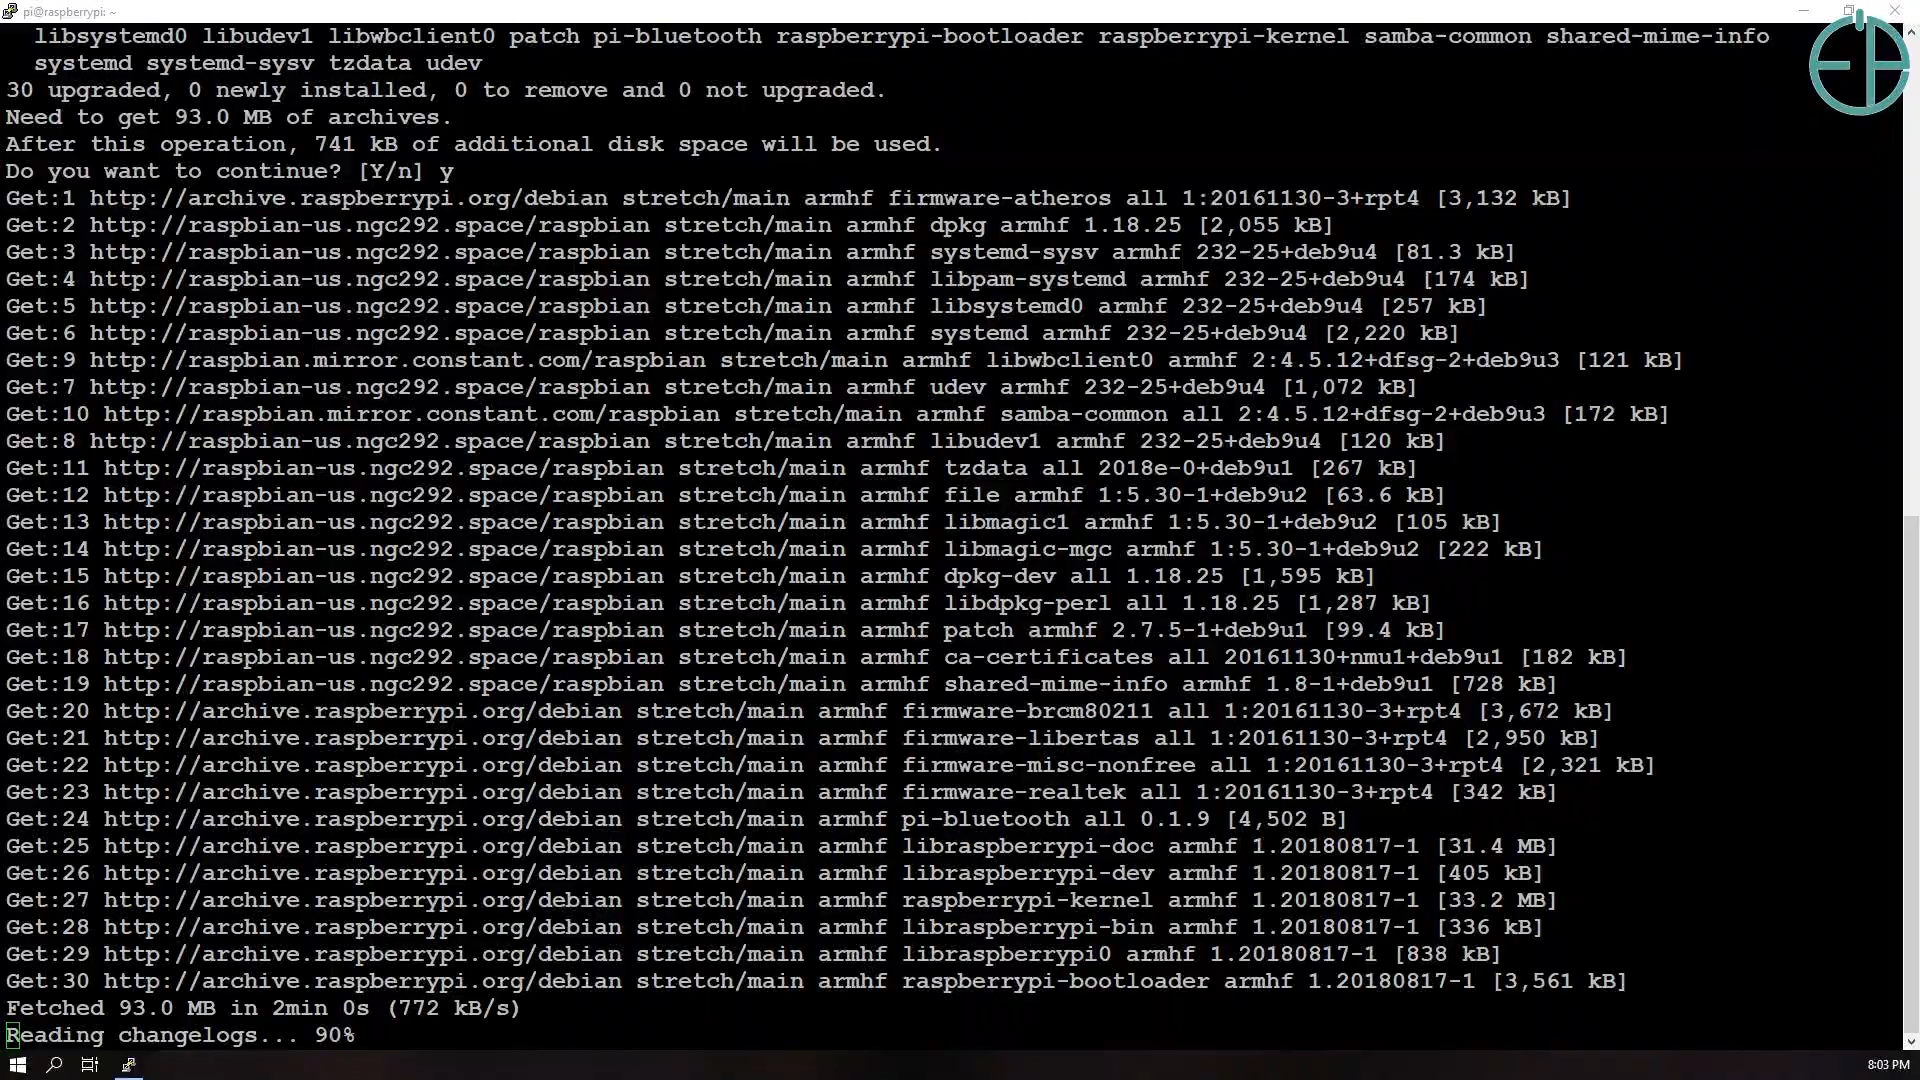 pi@raspberrypi: ~
libsystemd0 libudev1 libwbclient0 patch pi-bluetooth raspberrypi-bootloader raspberrypi-kernel samba-common shared-mime-info
systemd systemd-sysv tzdata udev
30 upgraded, 0 newly installed, 0 to remove and 0 not upgraded.
Need to get 93.0 MB of archives.
After this operation, 741 kB of additional disk space will be used.
Do you want to continue? [Y/n] y
Get:1 http://archive.raspberrypi.org/debian stretch/main armhf firmware-atheros all 1:20161130-3+rpt4 [3,132 kB]
Get:2 http://raspbian-us.ngc292.space/raspbian stretch/main armhf dpkg armhf 1.18.25 [2,055 kB]
Get:3 http://raspbian-us.ngc292.space/raspbian stretch/main armhf systemd-sysv armhf 232-25+deb9u4 [81.3 kB]
Get:4 http://raspbian-us.ngc292.space/raspbian stretch/main armhf libpam-systemd armhf 232-25+deb9u4 [174 kB]
Get:5 http://raspbian-us.ngc292.space/raspbian stretch/main armhf libsystemd0 armhf 232-25+deb9u4 [257 kB]
Get:6 http://raspbian-us.ngc292.space/raspbian stretch/main armhf systemd armhf 232-25+deb9u4 [2,220 kB]
Get:9 http://raspbian.mirror.constant.com/raspbian stretch/main armhf libwbclient0 armhf 2:4.5.12+dfsg-2+deb9u3 [121 kB]
Get:7 http://raspbian-us.ngc292.space/raspbian stretch/main armhf udev armhf 232-25+deb9u4 [1,072 kB]
Get:10 http://raspbian.mirror.constant.com/raspbian stretch/main armhf samba-common all 2:4.5.12+dfsg-2+deb9u3 [172 kB]
Get:8 http://raspbian-us.ngc292.space/raspbian stretch/main armhf libudev1 armhf 232-25+deb9u4 [120 kB]
Get:11 http://raspbian-us.ngc292.space/raspbian stretch/main armhf tzdata all 2018e-0+deb9u1 [267 kB]
Get:12 http://raspbian-us.ngc292.space/raspbian stretch/main armhf file armhf 1:5.30-1+deb9u2 [63.6 kB]
Get:13 http://raspbian-us.ngc292.space/raspbian stretch/main armhf libmagic1 armhf 1:5.30-1+deb9u2 [105 kB]
Get:14 http://raspbian-us.ngc292.space/raspbian stretch/main armhf libmagic-mgc armhf 1:5.30-1+deb9u2 [222 kB]
Get:15 http://raspbian-us.ngc292.space/raspbian stretch/main armhf dpkg-dev all 1.18.25 [1,595 kB]
Get:16 http://raspbian-us.ngc292.space/raspbian stretch/main armhf libdpkg-perl all 1.18.25 [1,287 kB]
Get:17 http://raspbian-us.ngc292.space/raspbian stretch/main armhf patch armhf 2.7.5-1+deb9u1 [99.4 kB]
Get:18 http://raspbian-us.ngc292.space/raspbian stretch/main armhf ca-certificates all 20161130+nmu1+deb9u1 [182 kB]
Get:19 http://raspbian-us.ngc292.space/raspbian stretch/main armhf shared-mime-info armhf 1.8-1+deb9u1 [728 kB]
Get:20 http://archive.raspberrypi.org/debian stretch/main armhf firmware-brcm80211 all 1:20161130-3+rpt4 [3,672 kB]
Get:21 http://archive.raspberrypi.org/debian stretch/main armhf firmware-libertas all 1:20161130-3+rpt4 [2,950 kB]
Get:22 http://archive.raspberrypi.org/debian stretch/main armhf firmware-misc-nonfree all 1:20161130-3+rpt4 [2,321 kB]
Get:23 http://archive.raspberrypi.org/debian stretch/main armhf firmware-realtek all 1:20161130-3+rpt4 [342 kB]
Get:24 http://archive.raspberrypi.org/debian stretch/main armhf pi-bluetooth all 0.1.9 [4,502 B]
Get:25 http://archive.raspberrypi.org/debian stretch/main armhf libraspberrypi-doc armhf 1.20180817-1 [31.4 MB]
Get:26 http://archive.raspberrypi.org/debian stretch/main armhf libraspberrypi-dev armhf 1.20180817-1 [405 kB]
Get:27 http://archive.raspberrypi.org/debian stretch/main armhf raspberrypi-kernel armhf 1.20180817-1 [33.2 MB]
Get:28 http://archive.raspberrypi.org/debian stretch/main armhf libraspberrypi-bin armhf 1.20180817-1 [336 kB]
Get:29 http://archive.raspberrypi.org/debian stretch/main armhf libraspberrypi0 armhf 1.20180817-1 [838 kB]
Get:30 http://archive.raspberrypi.org/debian stretch/main armhf raspberrypi-bootloader armhf 1.20180817-1 [3,561 kB]
Fetched 93.0 MB in 2min 0s (772 kB/s)
Reading changelogs... 90%
8:03 PM